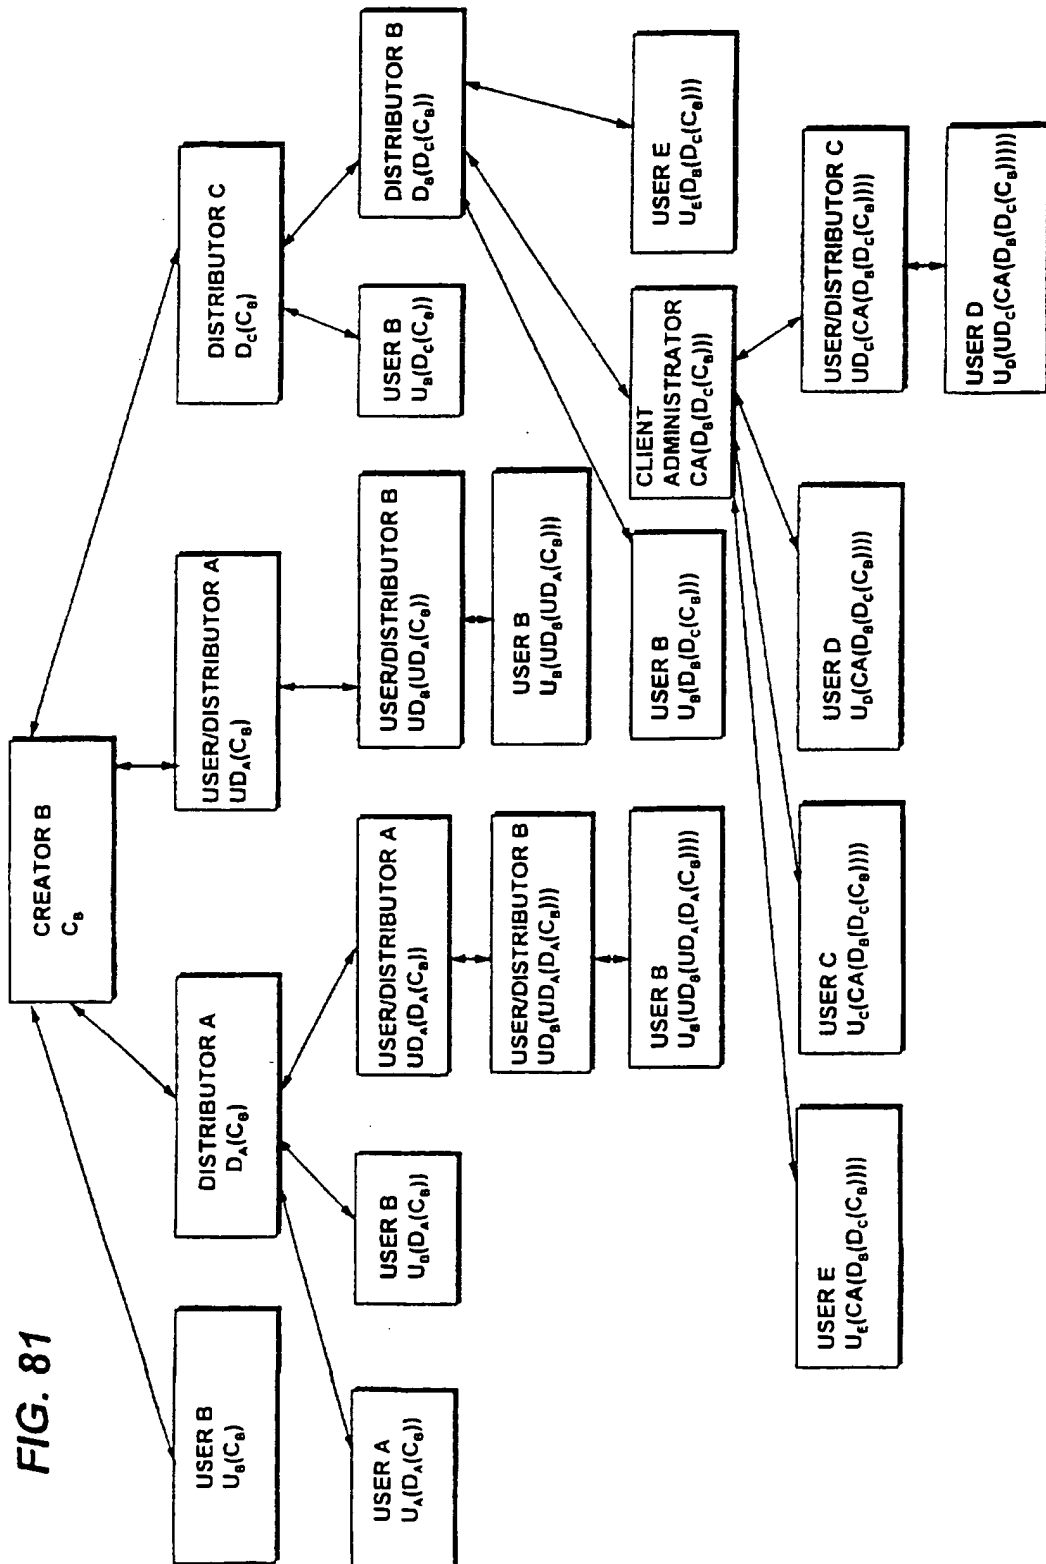 FIG. 81
CREATOR B
C_B
USER B
U_B(C_B)
DISTRIBUTOR A
D_A(C_B)
USER/DISTRIBUTOR A
UD_A(C_B)
DISTRIBUTOR C
D_C(C_B)
USER A
U_A(D_A(C_B))
USER B
U_B(D_A(C_B))
USER/DISTRIBUTOR A
UD_A(D_A(C_B))
USER/DISTRIBUTOR B
UD_B(UD_A(C_B))
USER B
U_B(D_C(C_B))
DISTRIBUTOR B
D_B(D_C(C_B))
USER/DISTRIBUTOR B
UD_B(UD_A(D_A(C_B)))
USER B
U_B(UD_B(UD_A(C_B)))
USER B
U_B(UD_B(UD_A(D_A(C_B))))
USER B
U_B(D_B(D_C(C_B)))
CLIENT
ADMINISTRATOR
CA(D_B(D_C(C_B)))
USER E
U_E(D_B(D_C(C_B)))
USER E
U_E(CA(D_B(D_C(C_B))))
USER C
U_C(CA(D_B(D_C(C_B))))
USER D
U_D(CA(D_B(D_C(C_B))))
USER/DISTRIBUTOR C
UD_C(CA(D_B(D_C(C_B))))
USER D
U_D(UD_C(CA(D_B(D_C(C_B)))))